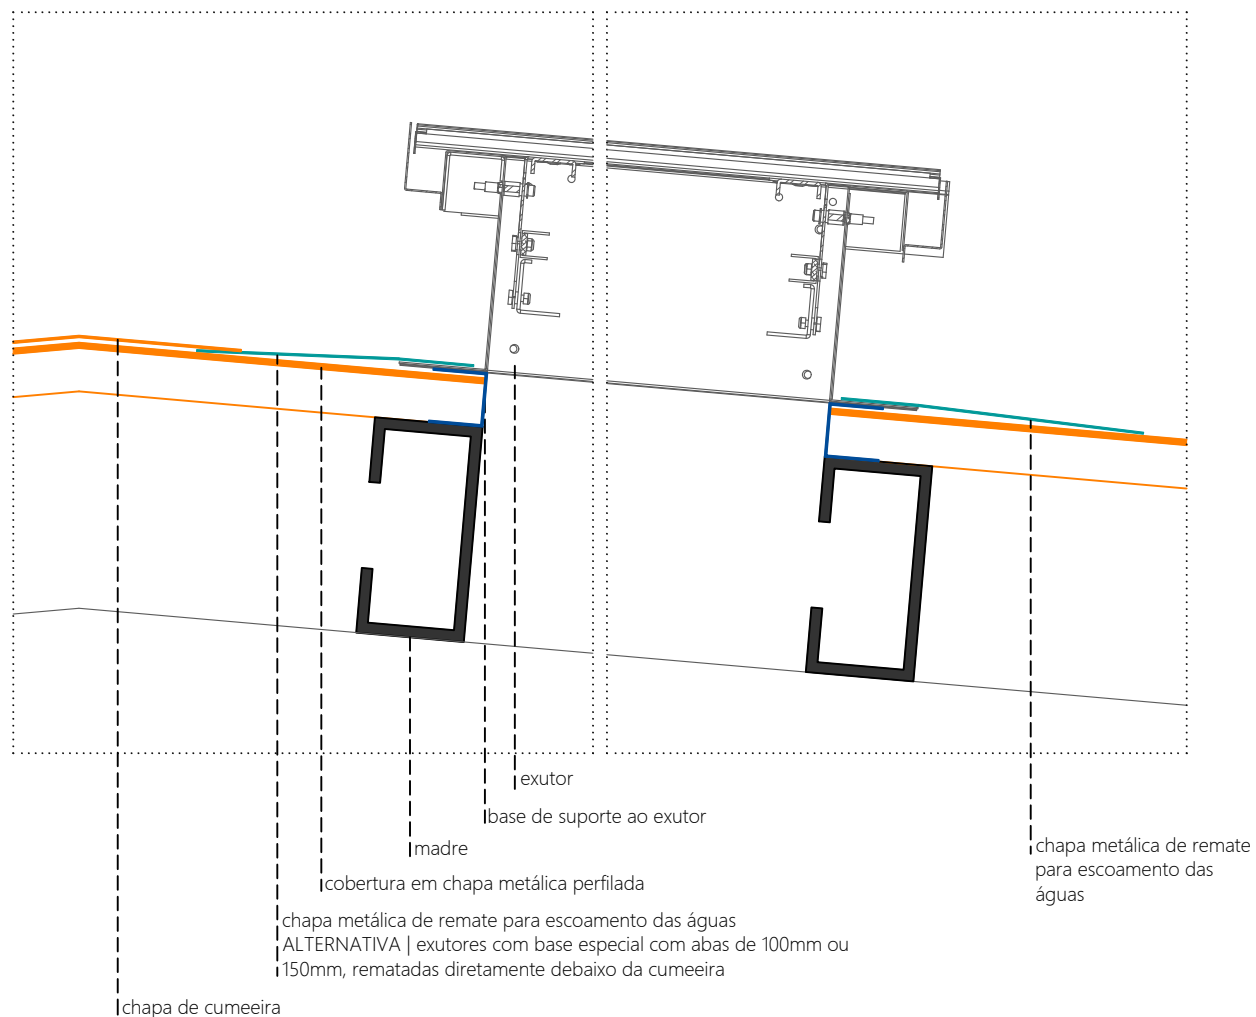 exutor
base de suporte ao exutor
madre
cobertura em chapa metálica perfilada
chapa metálica de remate para escoamento das águas
ALTERNATIVA | exutores com base especial com abas de 100mm ou
150mm, rematadas diretamente debaixo da cumeeira
chapa de cumeeira
chapa metálica de remate
para escoamento das
águas